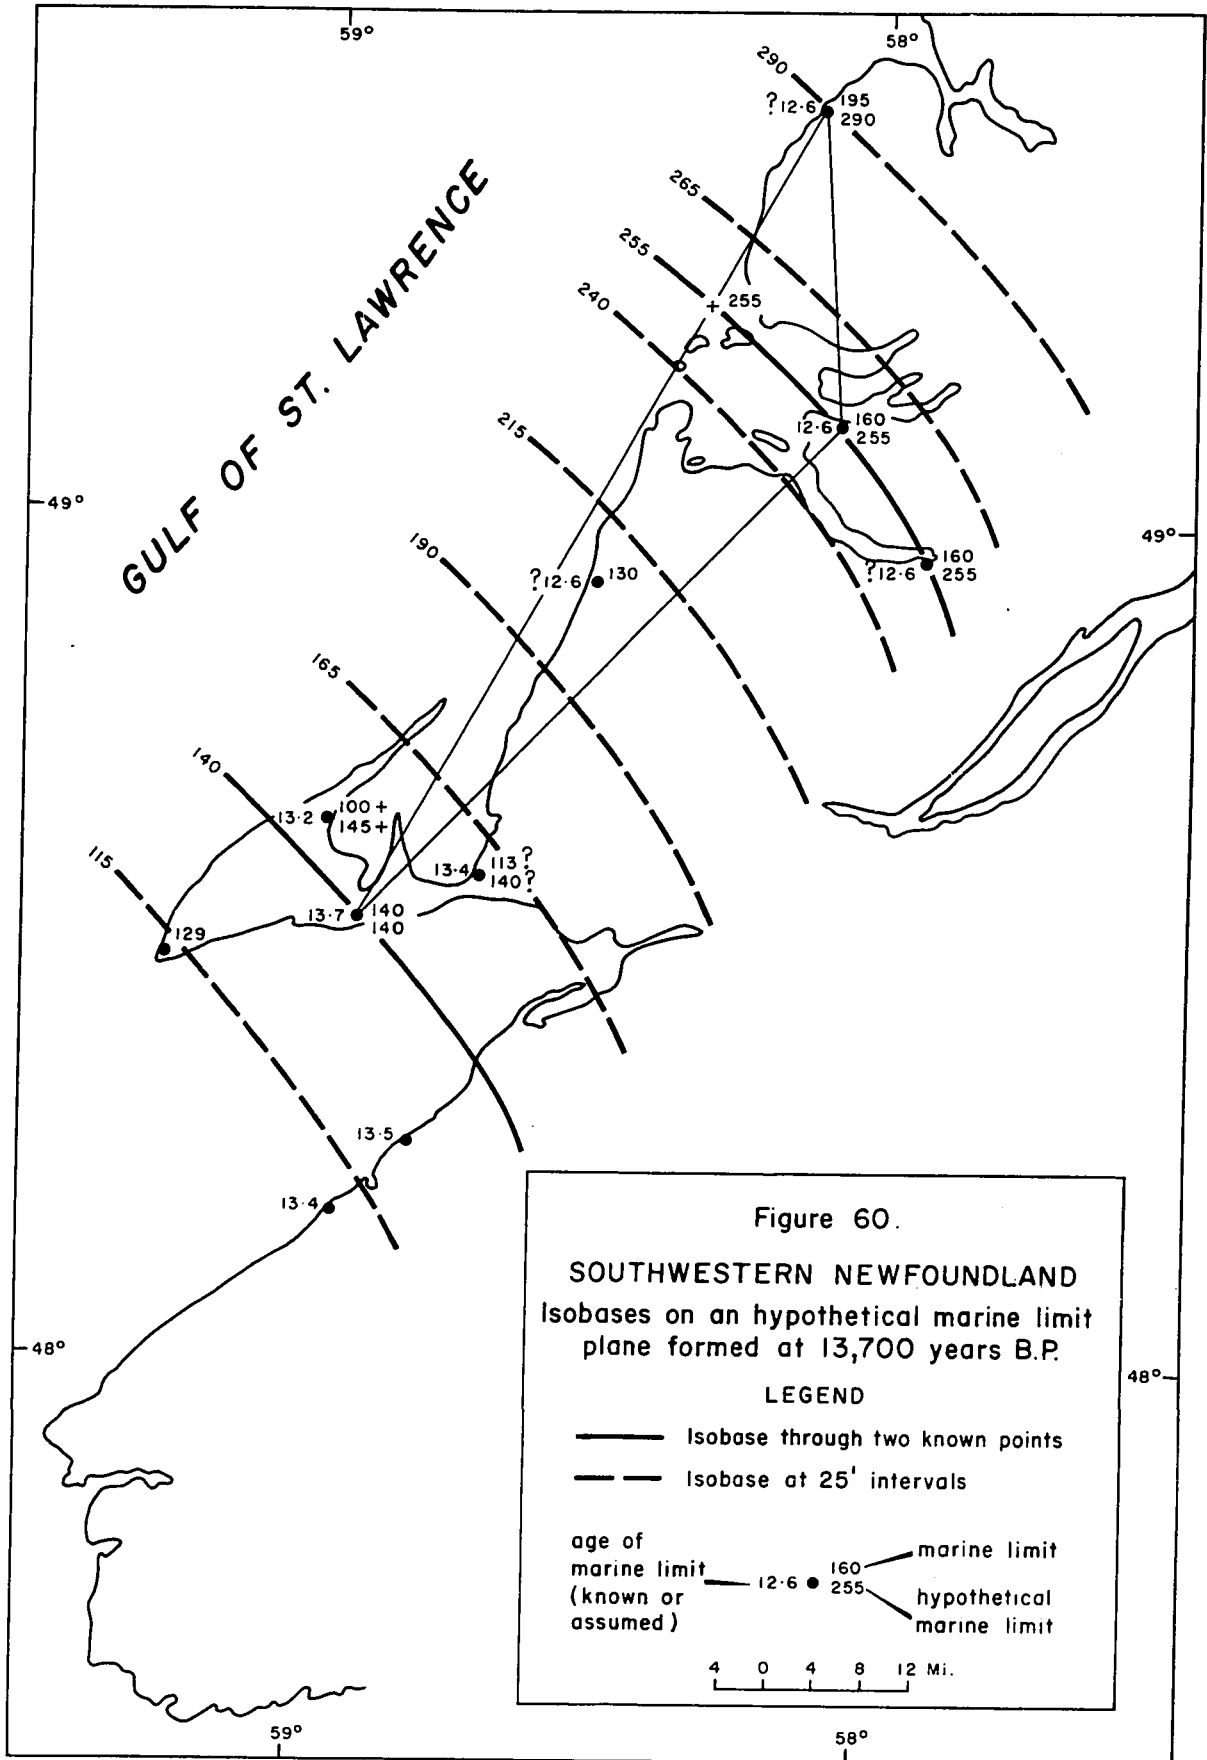 59°
58°
290
? 12·6
195
290
265
255
+ 255
240
215
12·6
160
255
49°
49°
190
? 12·6
130
? 12·6
160
255
165
140
13·2
100+
145+
115
13·4
113?
140?
13·7
140
140
129
13·5
13·4
48°
48°
GULF OF ST. LAWRENCE
Figure 60.
SOUTHWESTERN NEWFOUNDLAND
Isobases on an hypothetical marine limit
plane formed at 13,700 years B.P.
LEGEND
Isobase through two known points
Isobase at 25' intervals
age of
marine limit
(known or
assumed)
12·6
160
255
marine limit
hypothetical
marine limit
4 0 4 8 12 Mi.
59°
58°